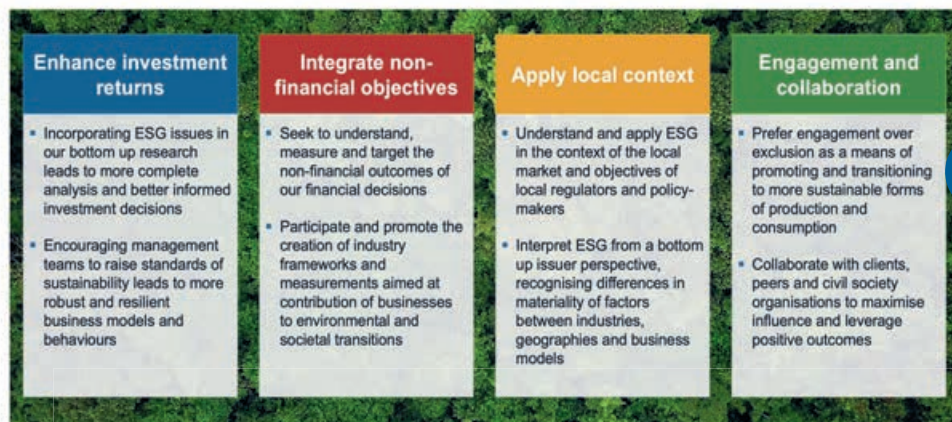 Enhance investment
returns
▪ Incorporating ESG issues in
our bottom up research
leads to more complete
analysis and better informed
investment decisions
▪ Encouraging management
teams to raise standards of
sustainability leads to more
robust and resilient
business models and
behaviours
Integrate non-
financial objectives
▪ Seek to understand,
measure and target the
non-financial outcomes of
our financial decisions
▪ Participate and promote the
creation of industry
frameworks and
measurements aimed at
contribution of businesses
to environmental and
societal transitions
Apply local context
▪ Understand and apply ESG
in the context of the local
market and objectives of
local regulators and policy-
makers
▪ Interpret ESG from a bottom
up issuer perspective,
recognising differences in
materiality of factors
between industries,
geographies and business
models
Engagement and
collaboration
▪ Prefer engagement over
exclusion as a means of
promoting and transitioning
to more sustainable forms
of production and
consumption
▪ Collaborate with clients,
peers and civil society
organisations to maximise
influence and leverage
positive outcomes